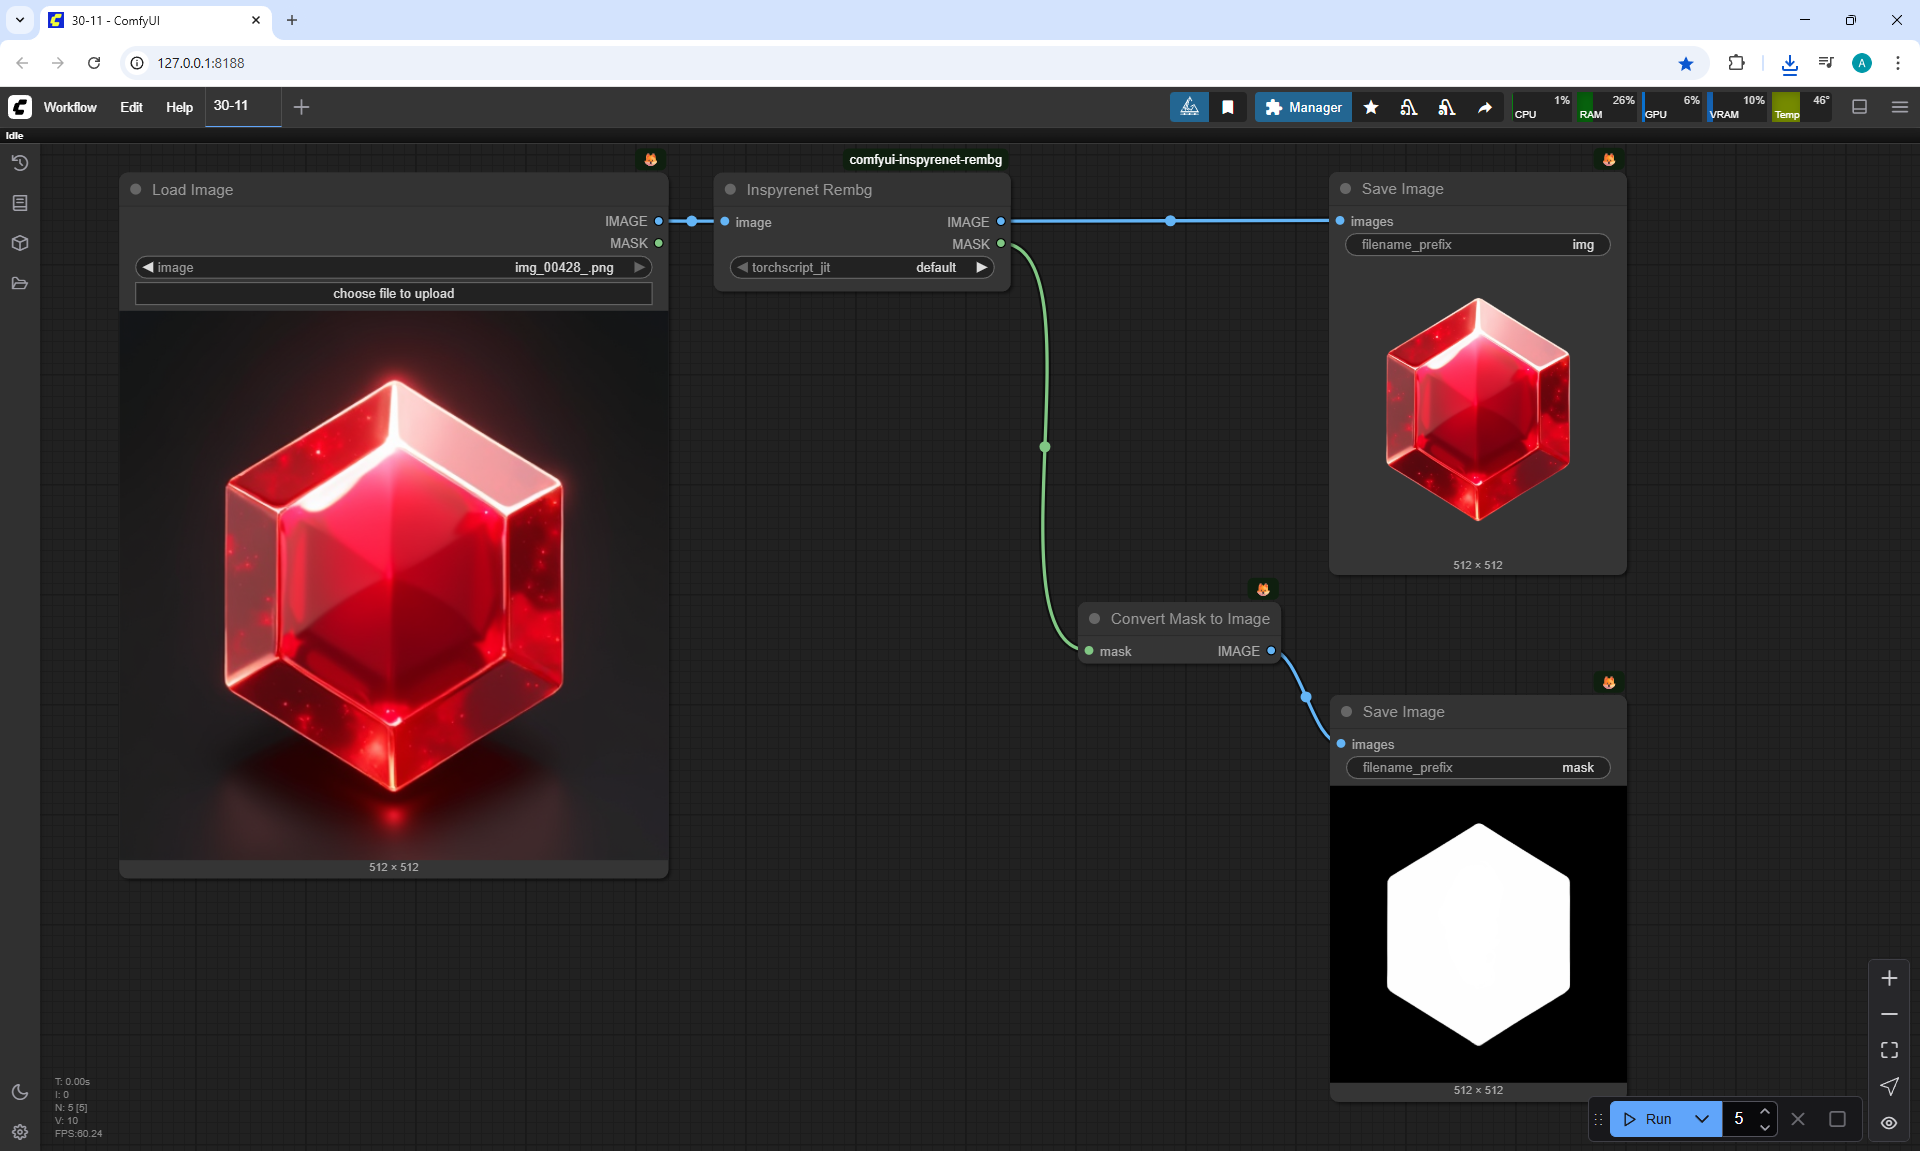 30-11 - ComfyUI
127.0.0.1:8188
A
Workflow Edit Help 30-11
Manager
CPU 1% RAM 26% GPU 6% VRAM 10% Temp 46°
Idle
comfyui-inspyrenet-rembg
Load Image
IMAGE
MASK
image img_00428_.png
choose file to upload
512 × 512
Inspyrenet Rembg
image IMAGE
MASK
torchscript_jit default
Save Image
images
filename_prefix img
512 × 512
Convert Mask to Image
mask IMAGE
Save Image
images
filename_prefix mask
512 × 512
T: 0.00s
I: 0
N: 5 [5]
V: 10
FPS:60.24
Run 5